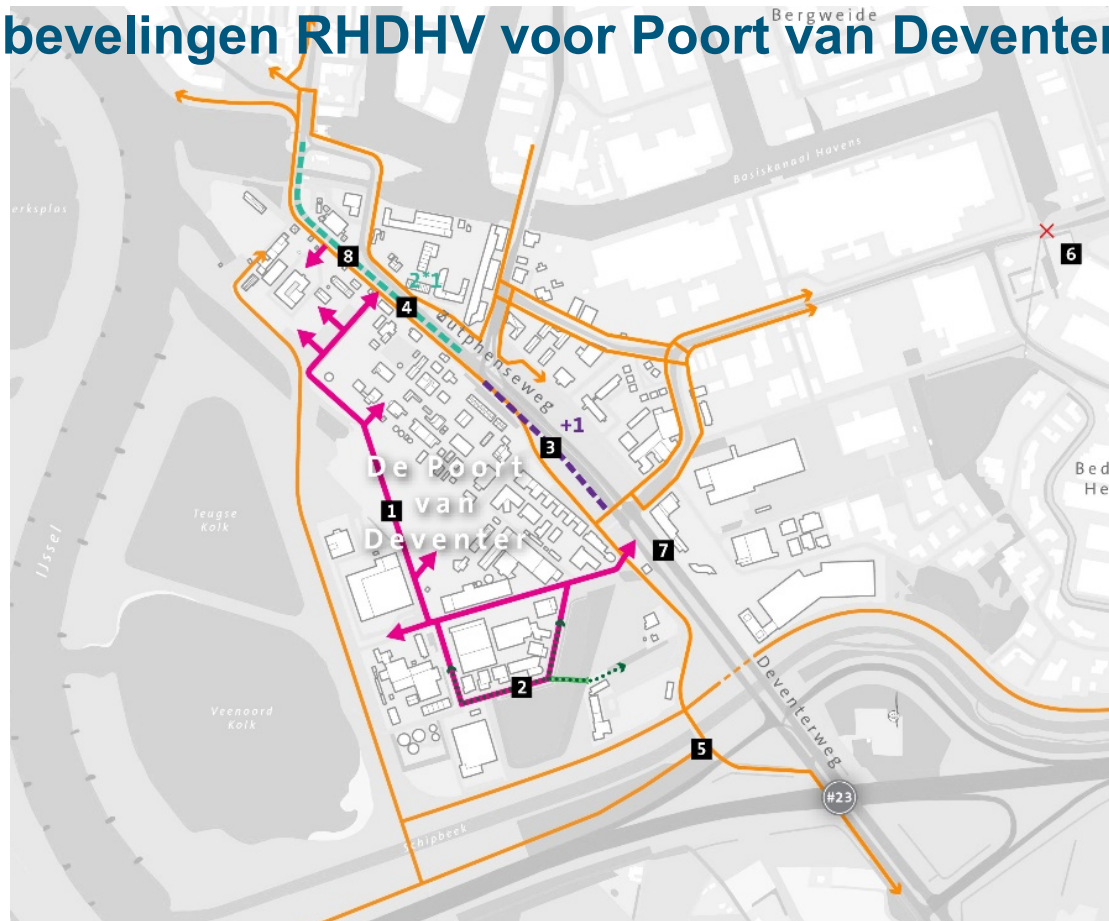 bevelingen RHDHV voor Poort van Deventer
Bergweide
Basiskanaal Havens
erksplas
6
8
2*1
4
Zutphenseweg
+1
3
De Poort
van
Deventer
1
Teugse
Kolk
IJssel
Bed
He
7
2
Veenoord
Kolk
Deventerweg
5
#23
Schipbeek